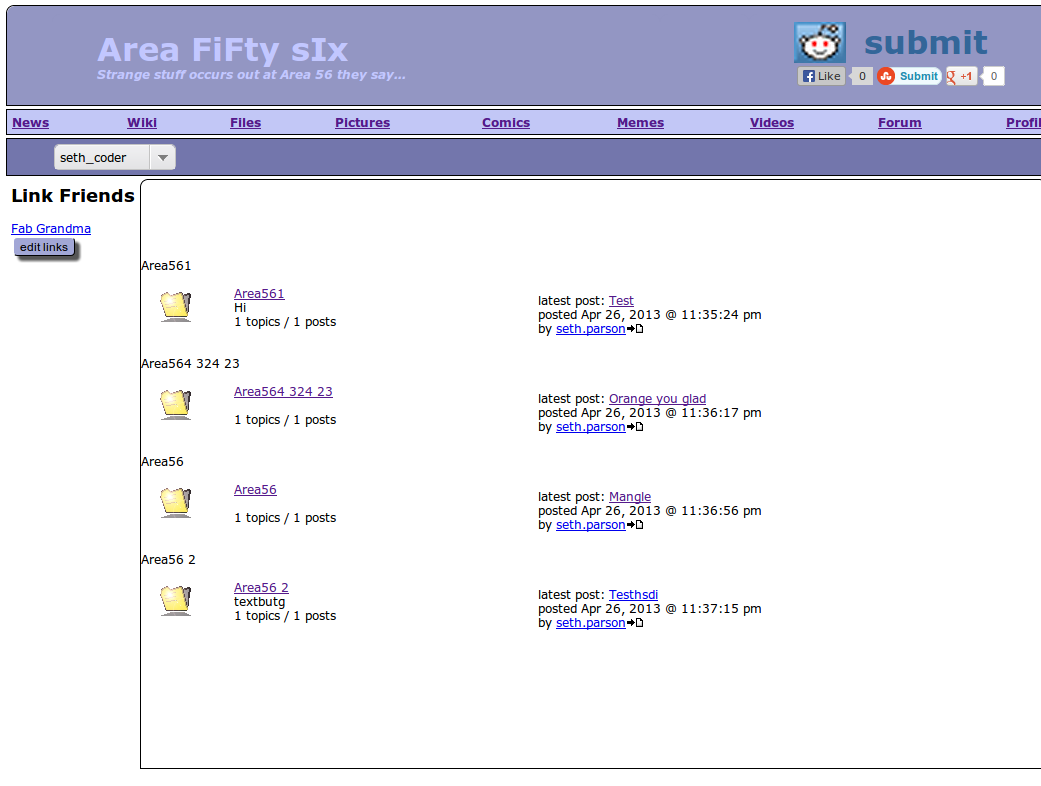 Area FiFty sIx
Strange stuff occurs out at Area 56 they say...
submit
Like 0 Submit +1 0
News Wiki Files Pictures Comics Memes Videos Forum Profil
seth_coder
Link Friends
Fab Grandma
edit links
Area561
Area561
Hi
1 topics / 1 posts
latest post: Test
posted Apr 26, 2013 @ 11:35:24 pm
by seth.parson
Area564 324 23
Area564 324 23
1 topics / 1 posts
latest post: Orange you glad
posted Apr 26, 2013 @ 11:36:17 pm
by seth.parson
Area56
Area56
1 topics / 1 posts
latest post: Mangle
posted Apr 26, 2013 @ 11:36:56 pm
by seth.parson
Area56 2
Area56 2
textbutg
1 topics / 1 posts
latest post: Testhsdi
posted Apr 26, 2013 @ 11:37:15 pm
by seth.parson